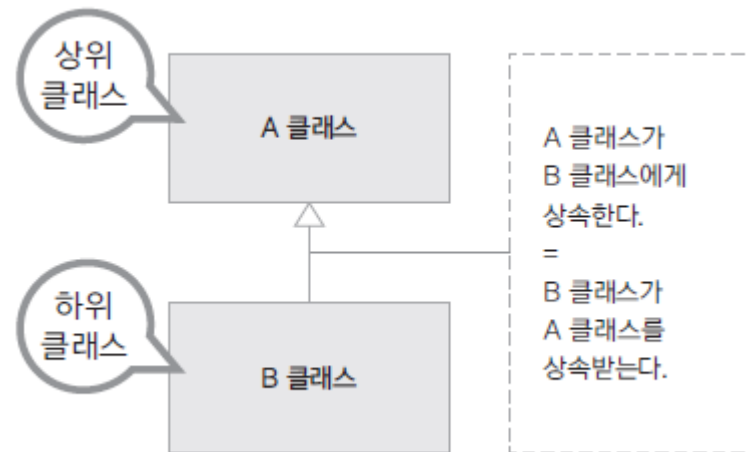 상위
클래스
A 클래스
하위
클래스
B 클래스
A 클래스가
B 클래스에게
상속한다.
=
B 클래스가
A 클래스를
상속받는다.